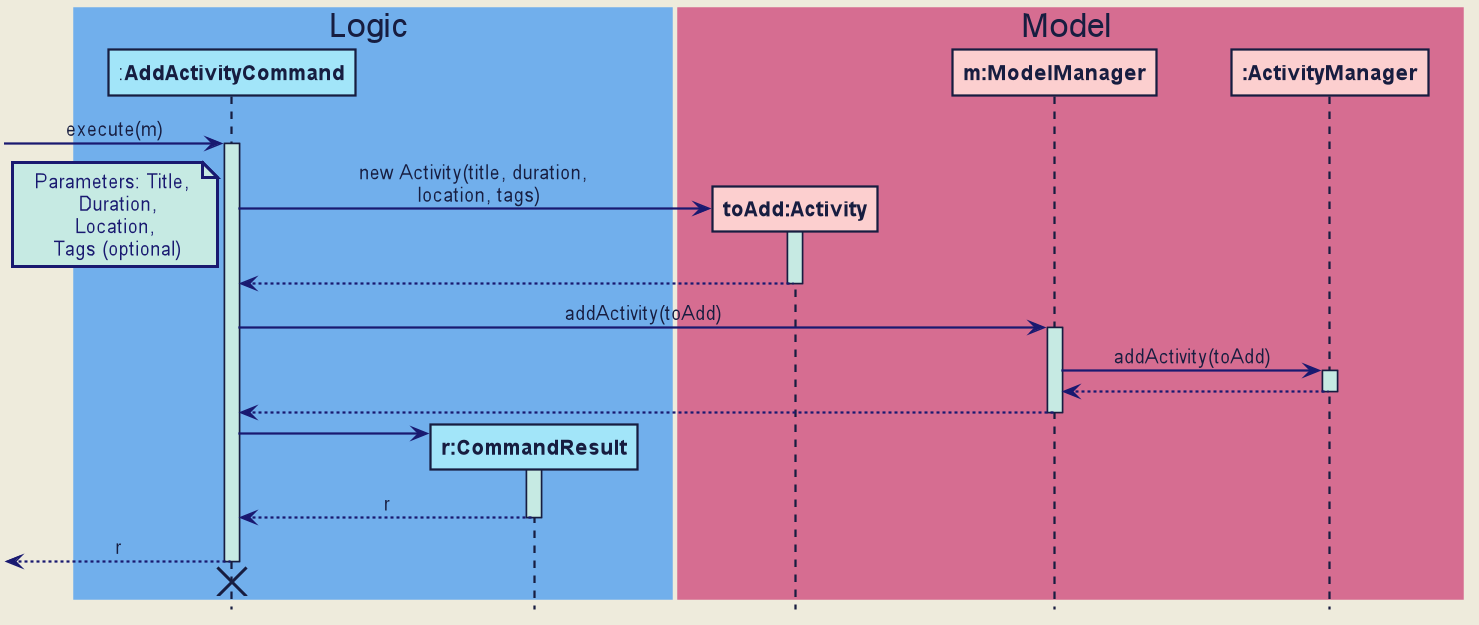 Logic
Model
:AddActivityCommand
m:ModelManager
:ActivityManager
execute(m)
Parameters: Title,
Duration,
Location,
Tags (optional)
new Activity(title, duration,
location, tags)
toAdd:Activity
addActivity(toAdd)
addActivity(toAdd)
r:CommandResult
r
r